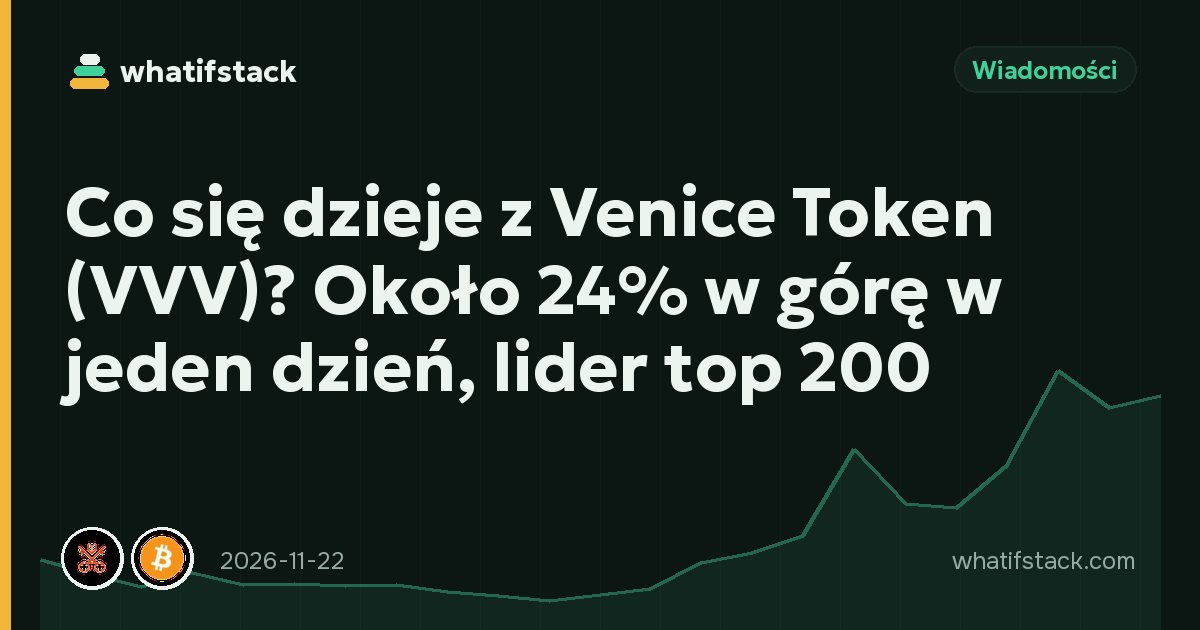 whatifstack
Wiadomości
Co się dzieje z Venice Token
(VVV)? Około 24% w górę w
jeden dzień, lider top 200
2026-11-22
whatifstack.com